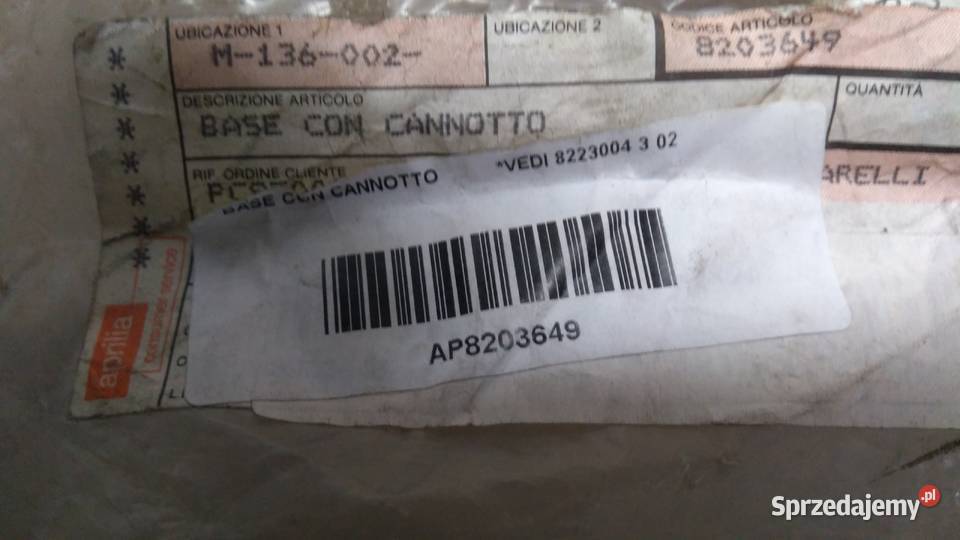 UBICAZIONE 1
M-136-002-
UBICAZIONE 2
CODICE ARTICOLO
8203649
DESCRIZIONE ARTICOLO
BASE CON CANNOTTO
QUANTITÀ
RIF. ORDINE CLIENTE
ARELLI
BASE CON CANNOTTO
*VEDI 8223004 3 02
AP8203649
aprilia
Sprzedajemy.pl